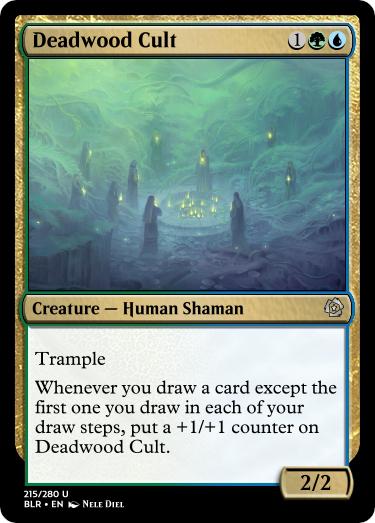 Deadwood Cult 1
Creature — Human Shaman
Trample
Whenever you draw a card except the
first one you draw in each of your
draw steps, put a +1/+1 counter on
Deadwood Cult.
2/2
215/280 U
BLR • EN Nele Diel